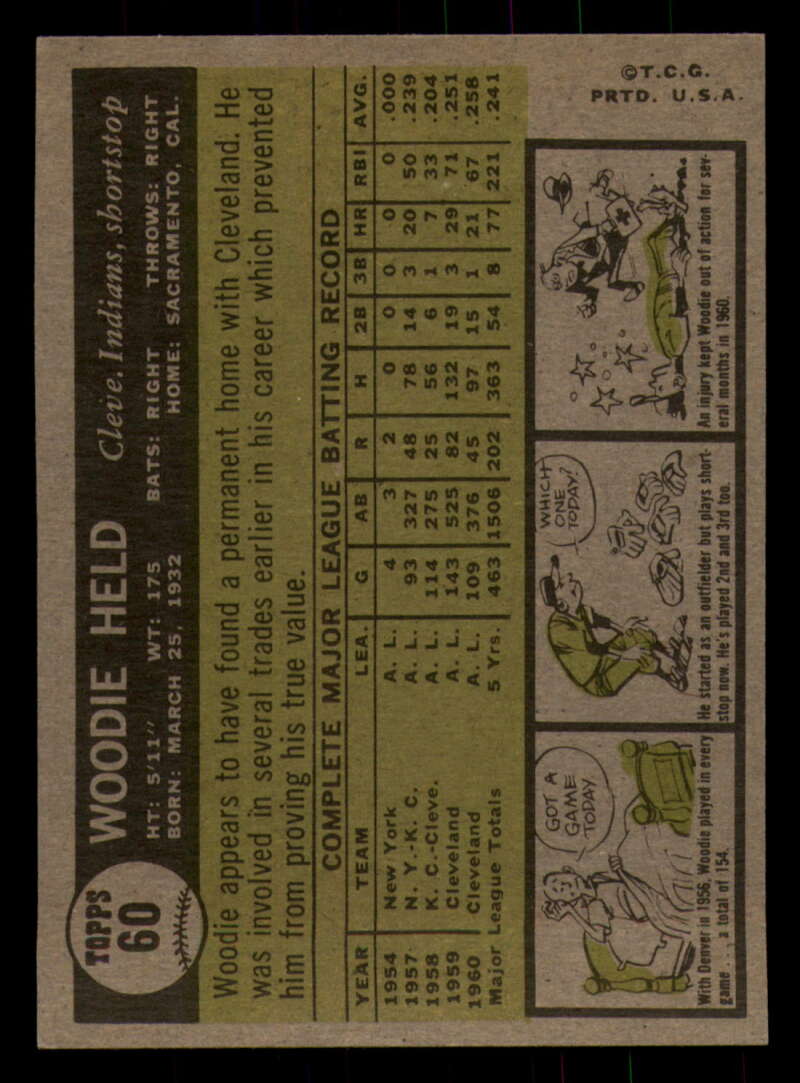 TOPPS
60
WOODIE HELD Cleve. Indians, shortstop
HT: 5'11" WT: 175 BATS: RIGHT THROWS: RIGHT
BORN: MARCH 25, 1932 HOME: SACRAMENTO, CAL.
Woodie appears to have found a permanent home with Cleveland. He
was involved in several trades earlier in his career which prevented
him from proving his true value.
COMPLETE MAJOR LEAGUE BATTING RECORD
YEAR TEAM LEA. G AB R H 2B 3B HR RBI AVG.
1954 New York A. L. 4 3 2 0 0 0 0 0 .000
1957 N. Y.-K. C. A. L. 93 327 48 78 14 3 20 50 .239
1958 K. C.-Cleve. A. L. 114 275 25 56 6 1 7 33 .204
1959 Cleveland A. L. 143 525 82 132 19 3 29 71 .251
1960 Cleveland A. L. 109 376 45 97 15 1 21 67 .258
Major League Totals 5 Yrs. 463 1506 202 363 54 8 77 221 .241
GOT A
GAME
TODAY
With Denver in 1956, Woodie played in every
game . . . a total of 154.
WHICH
ONE
TODAY?
He started as an outfielder but plays short-
stop now. He's played 2nd and 3rd too.
An injury kept Woodie out of action for sev-
eral months in 1960.
©T.C.G.
PRTD. U.S.A.